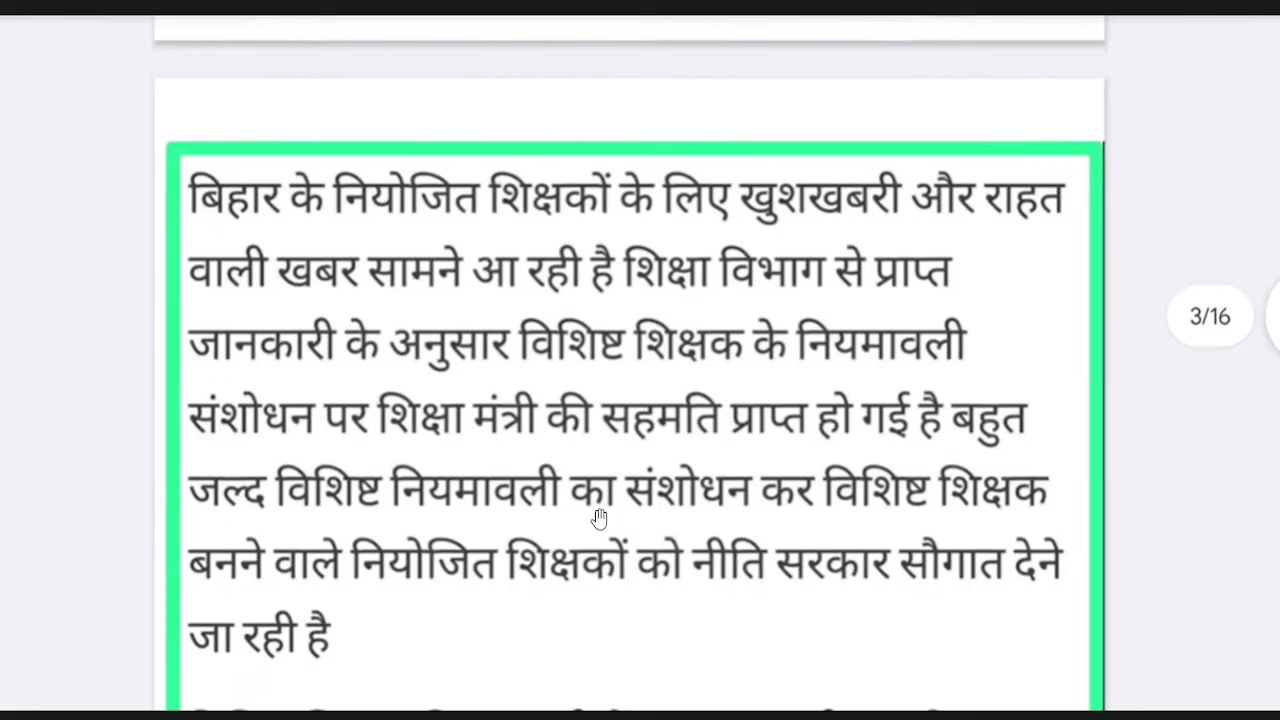 बिहार के नियोजित शिक्षकों के लिए खुशखबरी और राहत
वाली खबर सामने आ रही है शिक्षा विभाग से प्राप्त
जानकारी के अनुसार विशिष्ट शिक्षक के नियमावली
संशोधन पर शिक्षा मंत्री की सहमति प्राप्त हो गई है बहुत
जल्द विशिष्ट नियमावली का संशोधन कर विशिष्ट शिक्षक
बनने वाले नियोजित शिक्षकों को नीति सरकार सौगात देने
जा रही है
3/16